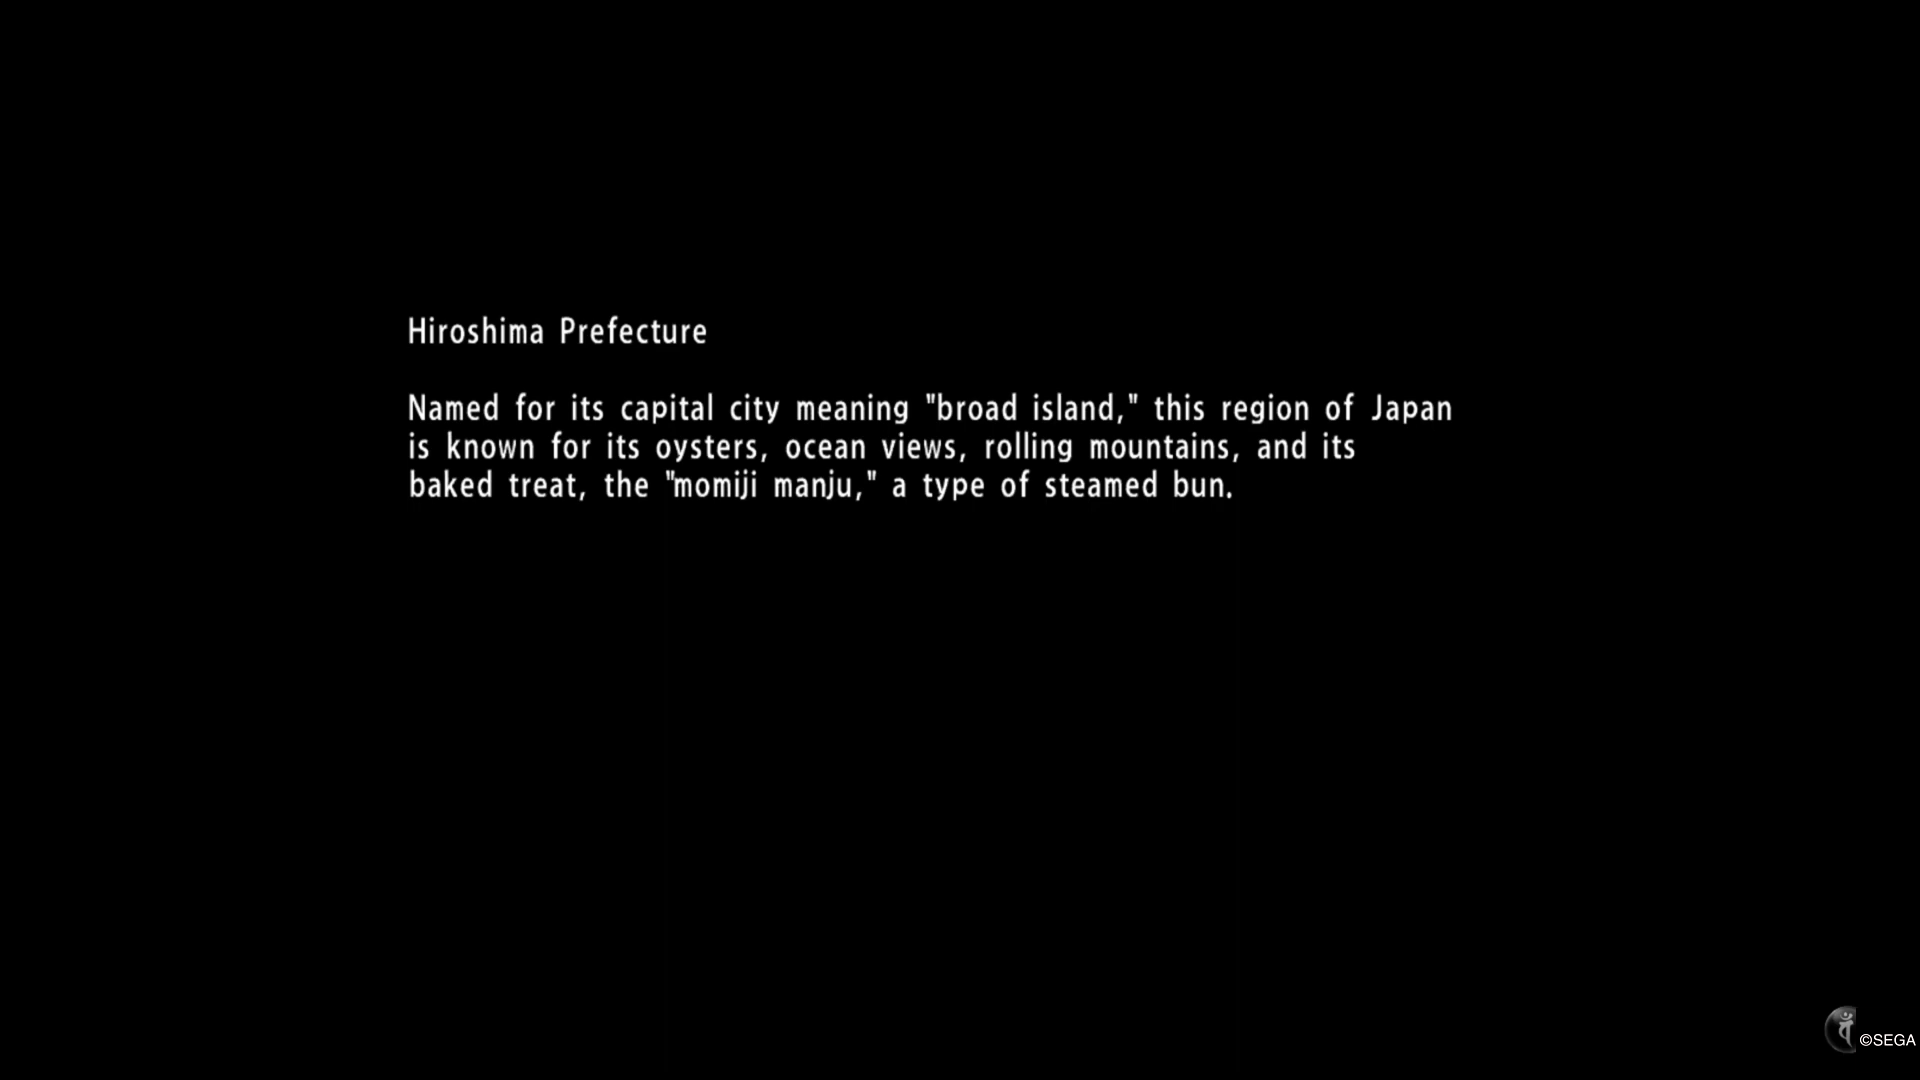 Hiroshima Prefecture
Named for its capital city meaning "broad island," this region of Japan
is known for its oysters, ocean views, rolling mountains, and its
baked treat, the "momiji manju," a type of steamed bun.
©SEGA